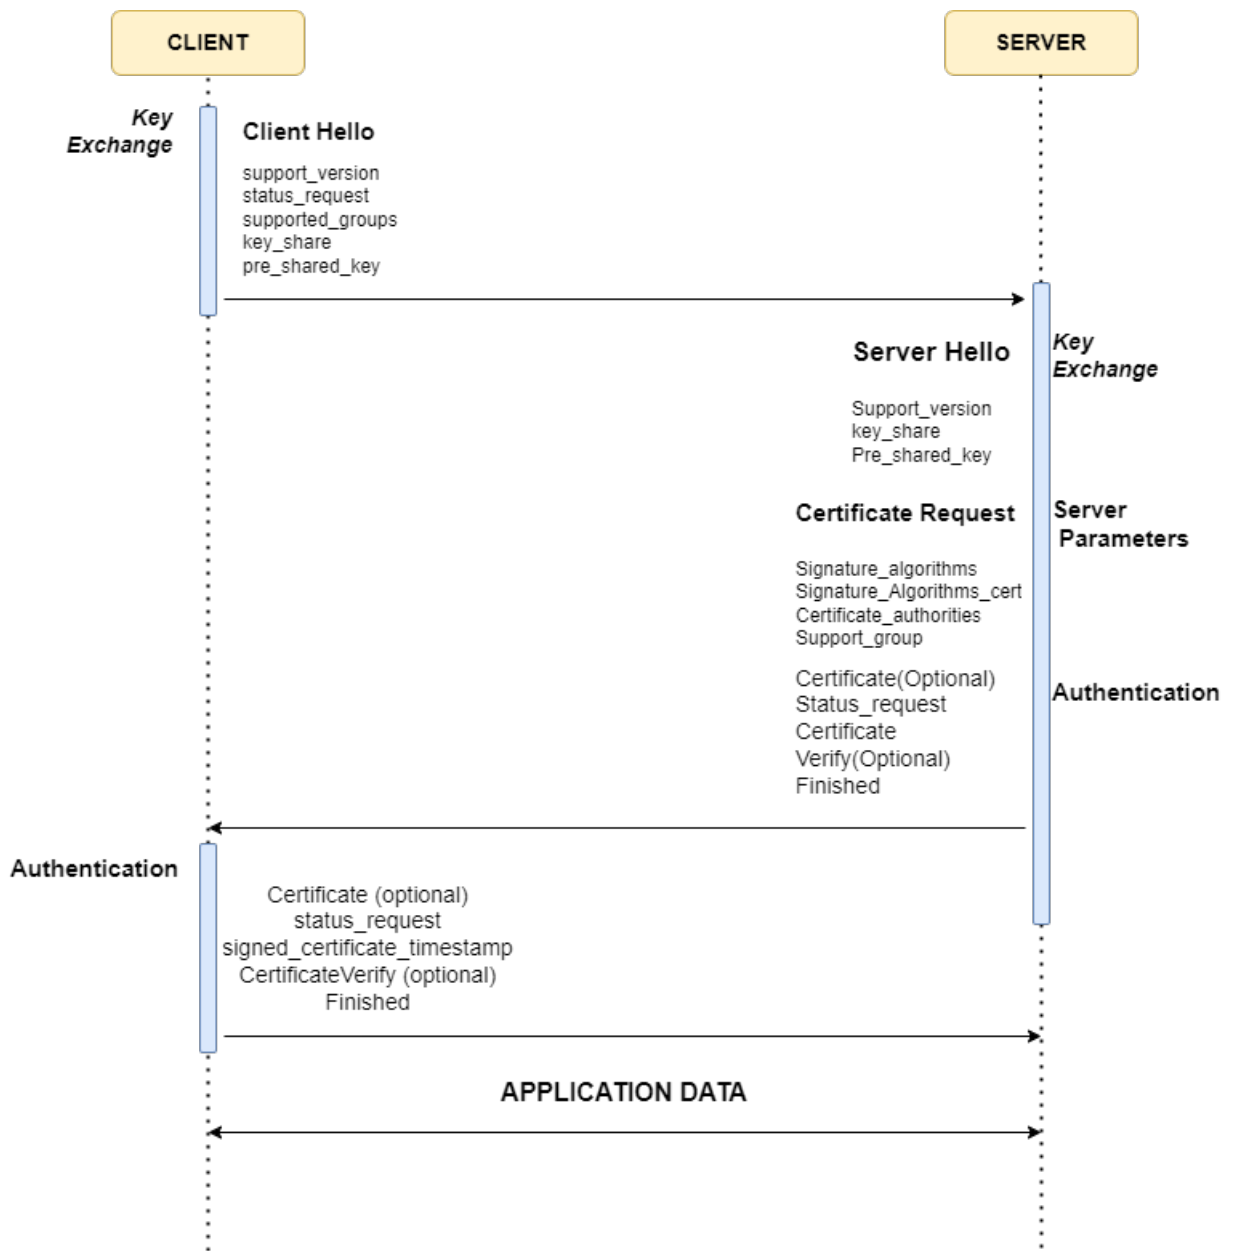 CLIENT
SERVER
Key
Exchange
Client Hello
support_version
status_request
supported_groups
key_share
pre_shared_key
Server Hello
Key
Exchange
Support_version
key_share
Pre_shared_key
Certificate Request
Server
Parameters
Signature_algorithms
Signature_Algorithms_cert
Certificate_authorities
Support_group
Certificate(Optional)
Status_request
Certificate
Verify(Optional)
Finished
Authentication
Authentication
Certificate (optional)
status_request
signed_certificate_timestamp
CertificateVerify (optional)
Finished
APPLICATION DATA